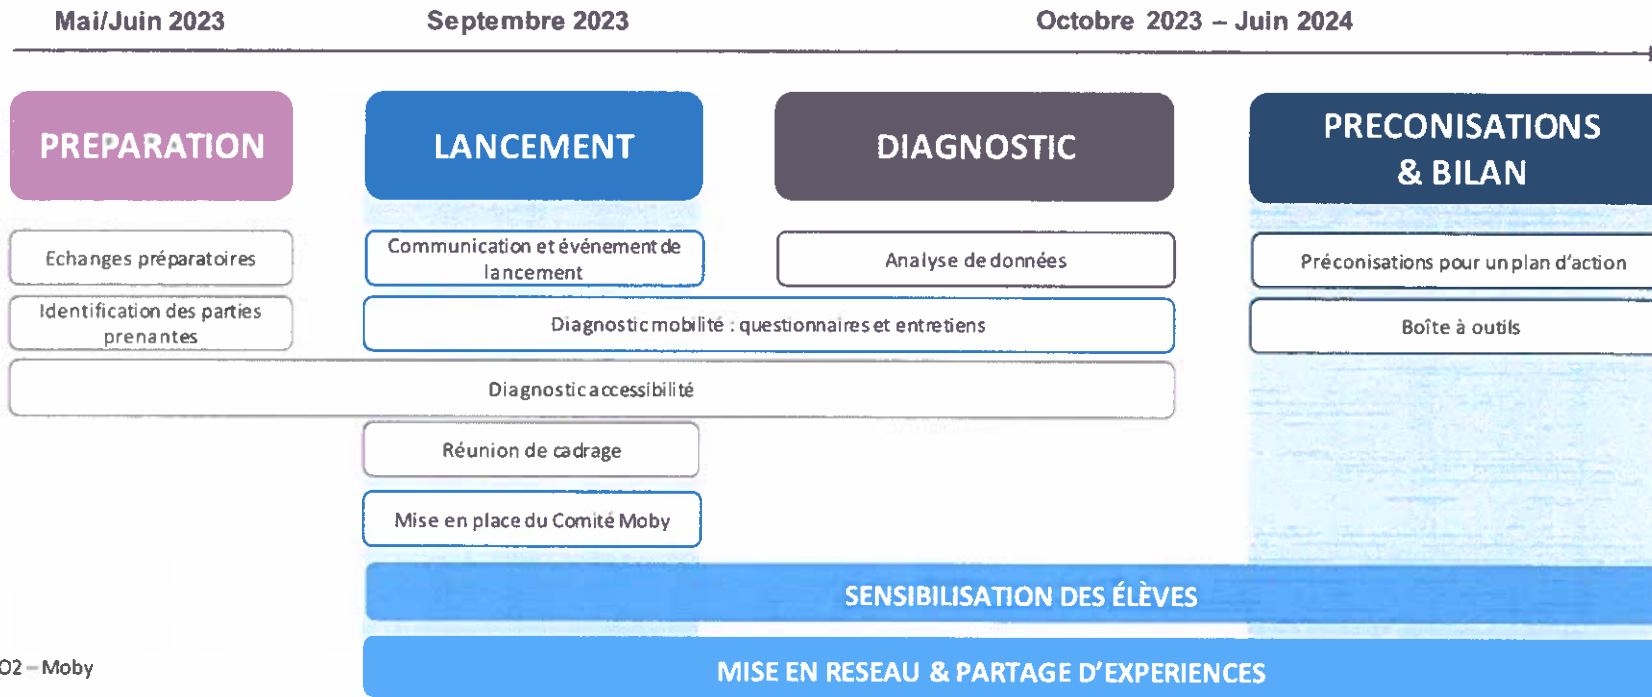 Mai/Juin 2023
Septembre 2023
Octobre 2023 – Juin 2024
PREPARATION
LANCEMENT
DIAGNOSTIC
PRECONISATIONS
& BILAN
Echanges préparatoires
Communication et événement de
lancement
Analyse de données
Préconisations pour un plan d'action
Identification des parties
prenantes
Diagnostic mobilité : questionnaires et entretiens
Boîte à outils
Diagnostic accessibilité
Réunion de cadrage
Mise en place du Comité Moby
SENSIBILISATION DES ÉLÈVES
O2 – Moby
MISE EN RESEAU & PARTAGE D'EXPERIENCES